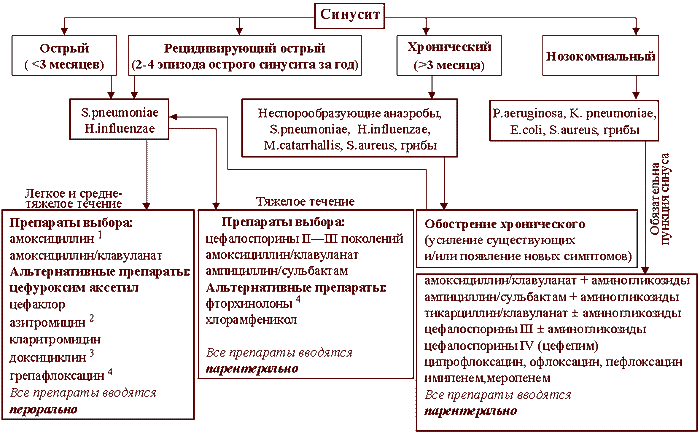 Синусит
Острый
( <3 месяцев)
Рецидивирующий острый
(2-4 эпизода острого синусита за год)
Хронический
(>3 месяца)
Нозокомиальный
S.pneumoniae
H.influenzae
Неспорообразующие анаэробы,
S.pneumoniae, H.influenzae,
M.catarrhallis, S.aureus, грибы
P.aeruginosa, K. pneumoniae,
E.coli, S.aureus, грибы
Обязательна
пункция синуса
Легкое и средне-
тяжелое течение
Препараты выбора:
амоксициллин 1
амоксициллин/клавуланат
Альтернативные препараты:
цефуроксим аксетил
цефаклор
азитромицин 2
кларитромицин
доксициклин 3
грепафлоксацин 4
Все препараты вводятся
перорально
Тяжелое течение
Препараты выбора:
цефалоспорины II—III поколений
амоксициллин/клавуланат
ампициллин/сульбактам
Альтернативные препараты:
фторхинолоны 4
хлорамфеникол
Все препараты вводятся
парентерально
Обострение хронического
(усиление существующих
и/или появление новых симптомов)
амоксициллин/клавуланат + аминогликозиды
ампициллин/сульбактам + аминогликозиды
тикарциллин/клавуланат ± аминогликозиды
цефалоспорины III ± аминогликозиды
цефалоспорины IV (цефепим)
ципрофлоксацин, офлоксацин, пефлоксацин
имипенем,меропенем
Все препараты вводятся
парентерально